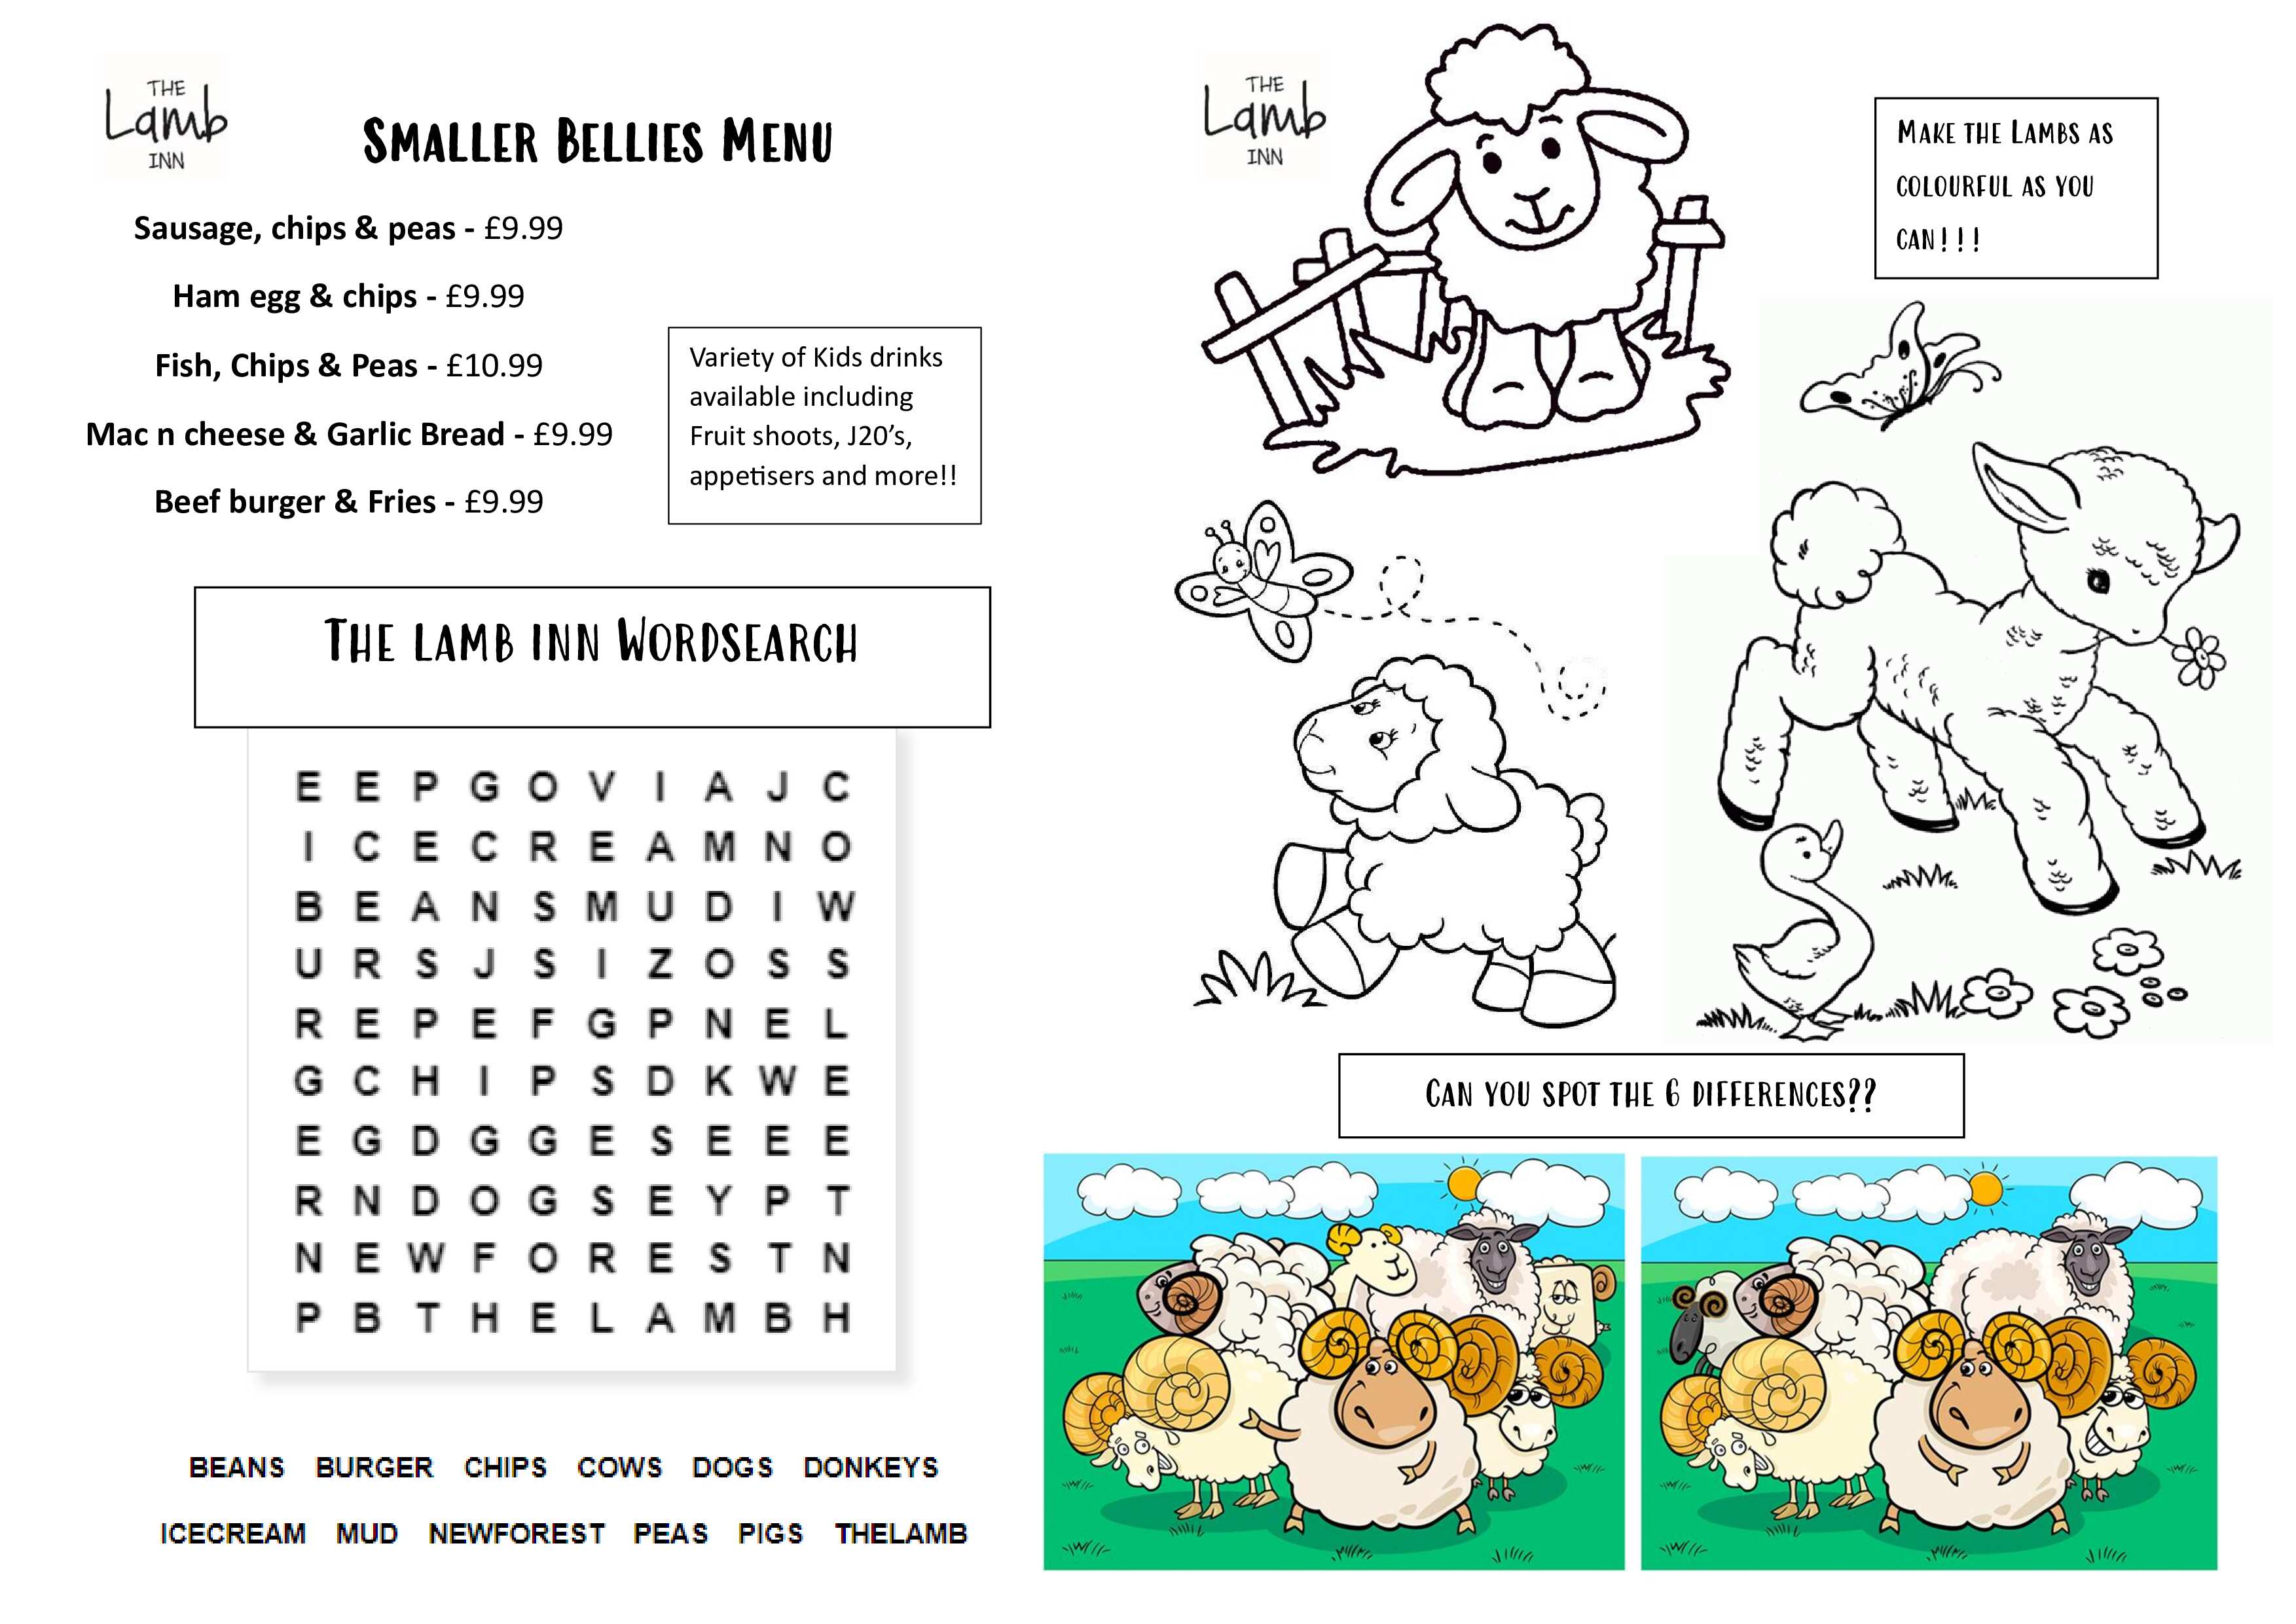 THE
Lamb
INN
SMALLER BELLIES MENU
Sausage, chips & peas - £9.99
Ham egg & chips - £9.99
Fish, Chips & Peas - £10.99
Mac n cheese & Garlic Bread - £9.99
Beef burger & Fries - £9.99
Variety of Kids drinks
available including
Fruit shoots, J20’s,
appetisers and more!!
THE LAMB INN WORDSEARCH
E E P G O V I A J C
I C E C R E A M N O
B E A N S M U D I W
U R S J S I Z O S S
R E P E F G P N E L
G C H I P S D K W E
E G D G G E S E E E
R N D O G S E Y P T
N E W F O R E S T N
P B T H E L A M B H
BEANS BURGER CHIPS COWS DOGS DONKEYS
ICECREAM MUD NEWFOREST PEAS PIGS THELAMB
THE
Lamb
INN
MAKE THE LAMBS AS
COLOURFUL AS YOU
CAN!!!
CAN YOU SPOT THE 6 DIFFERENCES??